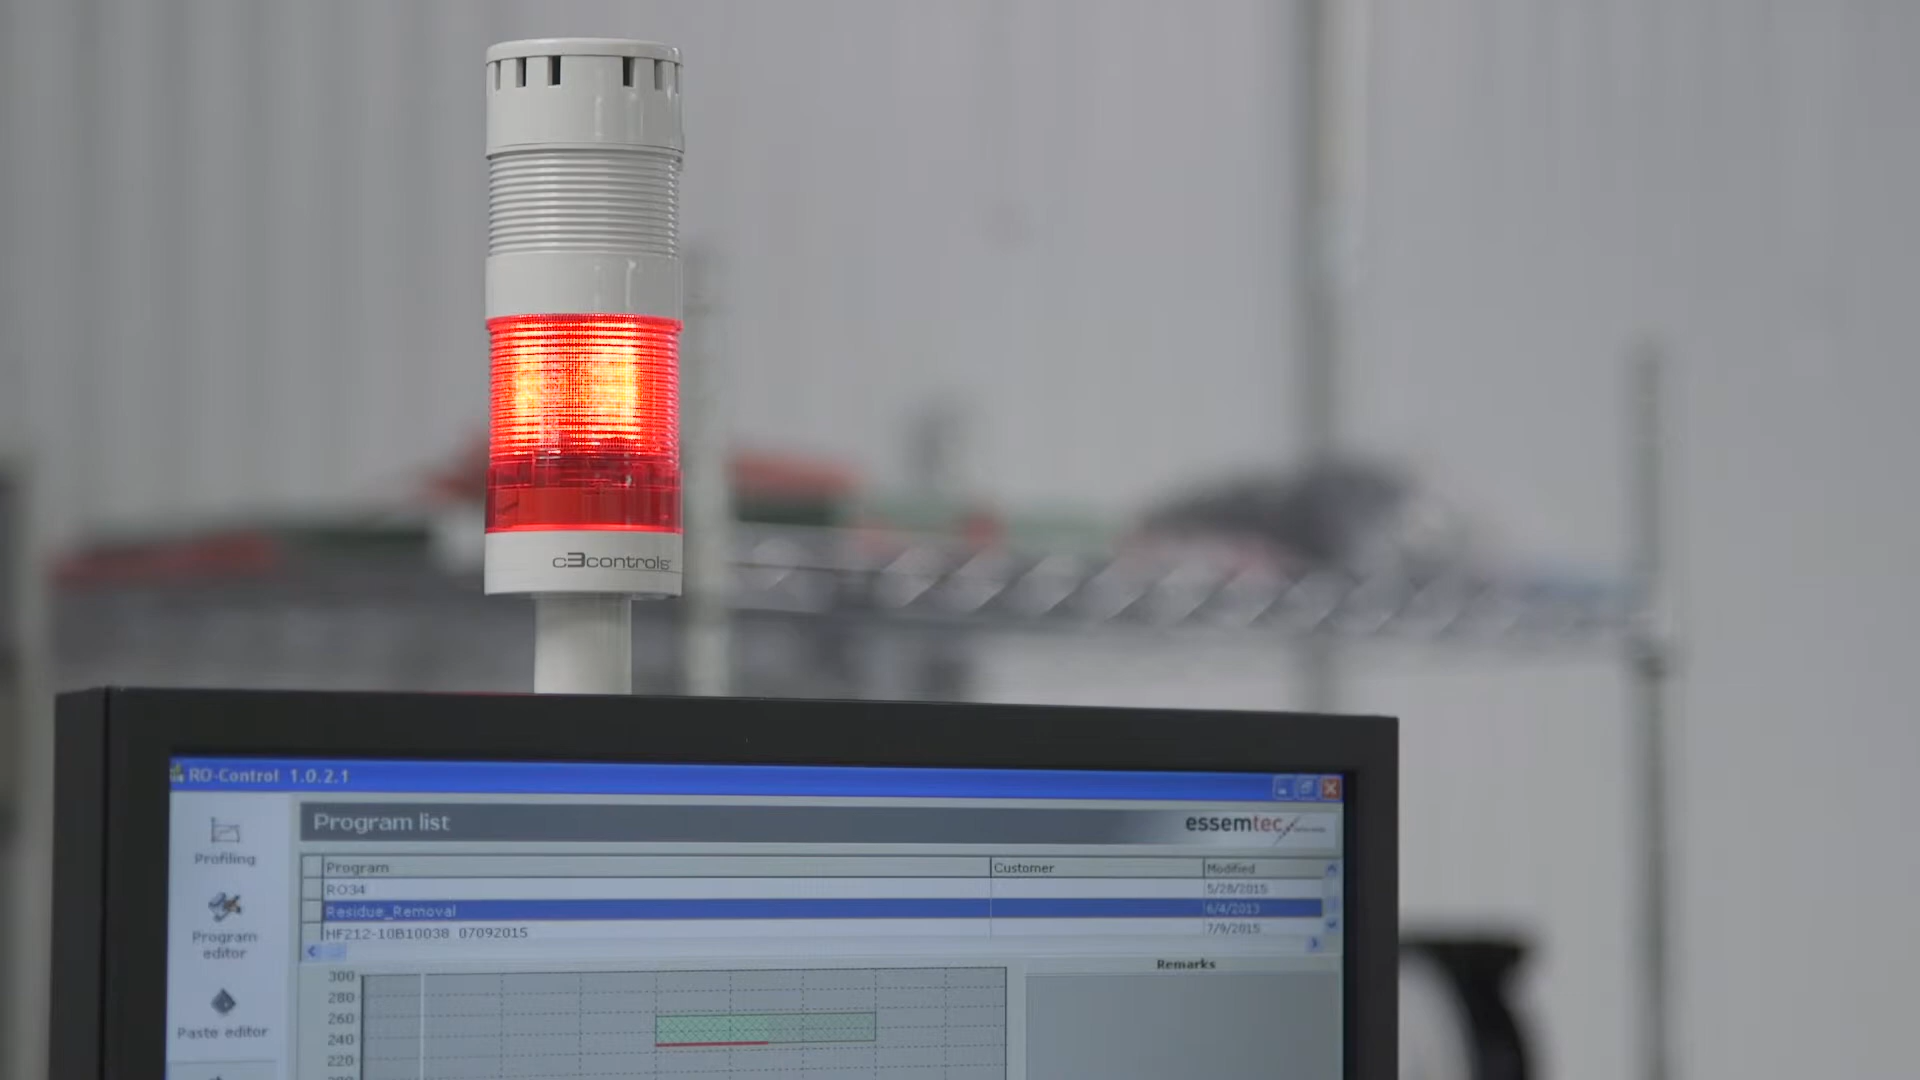 c3controls
RO-Control 1.0.2.1
Program list
essemtec
Profiling
Program
Customer
Modified
RO34
5/28/2015
Residue_Removal
6/4/2013
HF212-10B10038 07092015
7/9/2015
Program
editor
Remarks
300
280
260
240
220
Paste editor